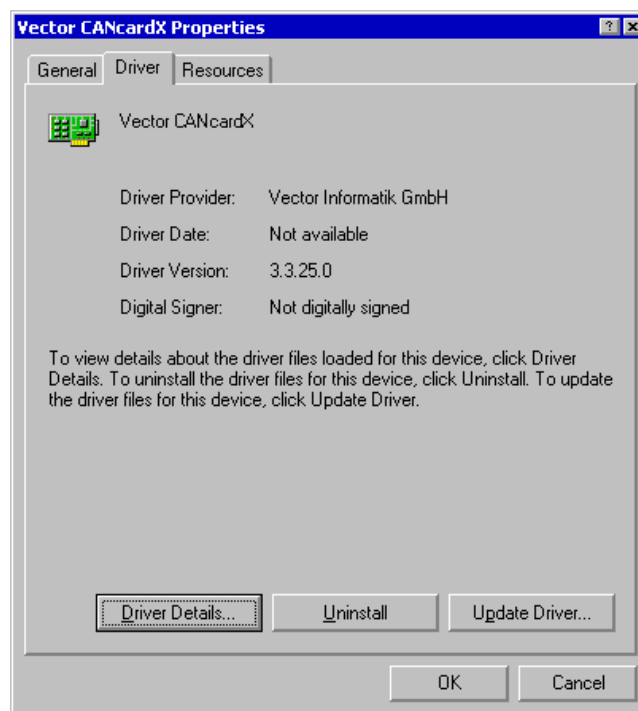 Vector CANcardX Properties
General Driver Resources
Vector CANcardX
Driver Provider: Vector Informatik GmbH
Driver Date: Not available
Driver Version: 3.3.25.0
Digital Signer: Not digitally signed
To view details about the driver files loaded for this device, click Driver
Details. To uninstall the driver files for this device, click Uninstall. To update
the driver files for this device, click Update Driver.
Driver Details... Uninstall Update Driver...
OK Cancel